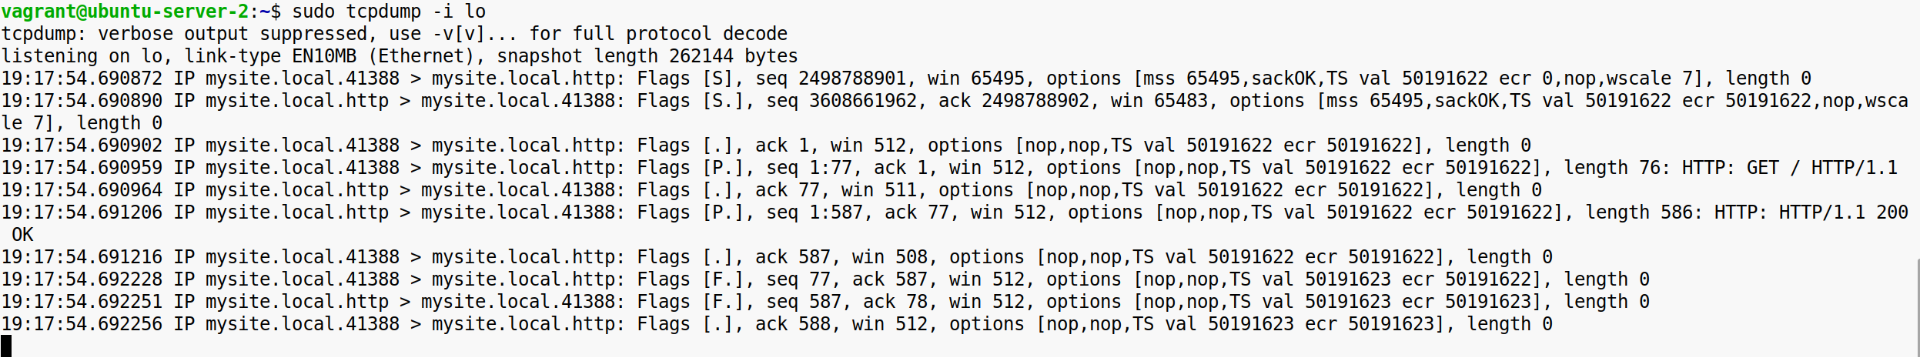 vagrant@ubuntu-server-2:~$ sudo tcpdump -i lo
tcpdump: verbose output suppressed, use -v[v]... for full protocol decode
listening on lo, link-type EN10MB (Ethernet), snapshot length 262144 bytes
19:17:54.690872 IP mysite.local.41388 > mysite.local.http: Flags [S], seq 2498788901, win 65495, options [mss 65495,sackOK,TS val 50191622 ecr 0,nop,wscale 7], length 0
19:17:54.690890 IP mysite.local.http > mysite.local.41388: Flags [S.], seq 3608661962, ack 2498788902, win 65483, options [mss 65495,sackOK,TS val 50191622 ecr 50191622,nop,wsca
le 7], length 0
19:17:54.690902 IP mysite.local.41388 > mysite.local.http: Flags [.], ack 1, win 512, options [nop,nop,TS val 50191622 ecr 50191622], length 0
19:17:54.690959 IP mysite.local.41388 > mysite.local.http: Flags [P.], seq 1:77, ack 1, win 512, options [nop,nop,TS val 50191622 ecr 50191622], length 76: HTTP: GET / HTTP/1.1
19:17:54.690964 IP mysite.local.http > mysite.local.41388: Flags [.], ack 77, win 511, options [nop,nop,TS val 50191622 ecr 50191622], length 0
19:17:54.691206 IP mysite.local.http > mysite.local.41388: Flags [P.], seq 1:587, ack 77, win 512, options [nop,nop,TS val 50191622 ecr 50191622], length 586: HTTP: HTTP/1.1 200
 OK
19:17:54.691216 IP mysite.local.41388 > mysite.local.http: Flags [.], ack 587, win 508, options [nop,nop,TS val 50191622 ecr 50191622], length 0
19:17:54.692228 IP mysite.local.41388 > mysite.local.http: Flags [F.], seq 77, ack 587, win 512, options [nop,nop,TS val 50191623 ecr 50191622], length 0
19:17:54.692251 IP mysite.local.http > mysite.local.41388: Flags [F.], seq 587, ack 78, win 512, options [nop,nop,TS val 50191623 ecr 50191623], length 0
19:17:54.692256 IP mysite.local.41388 > mysite.local.http: Flags [.], ack 588, win 512, options [nop,nop,TS val 50191623 ecr 50191623], length 0